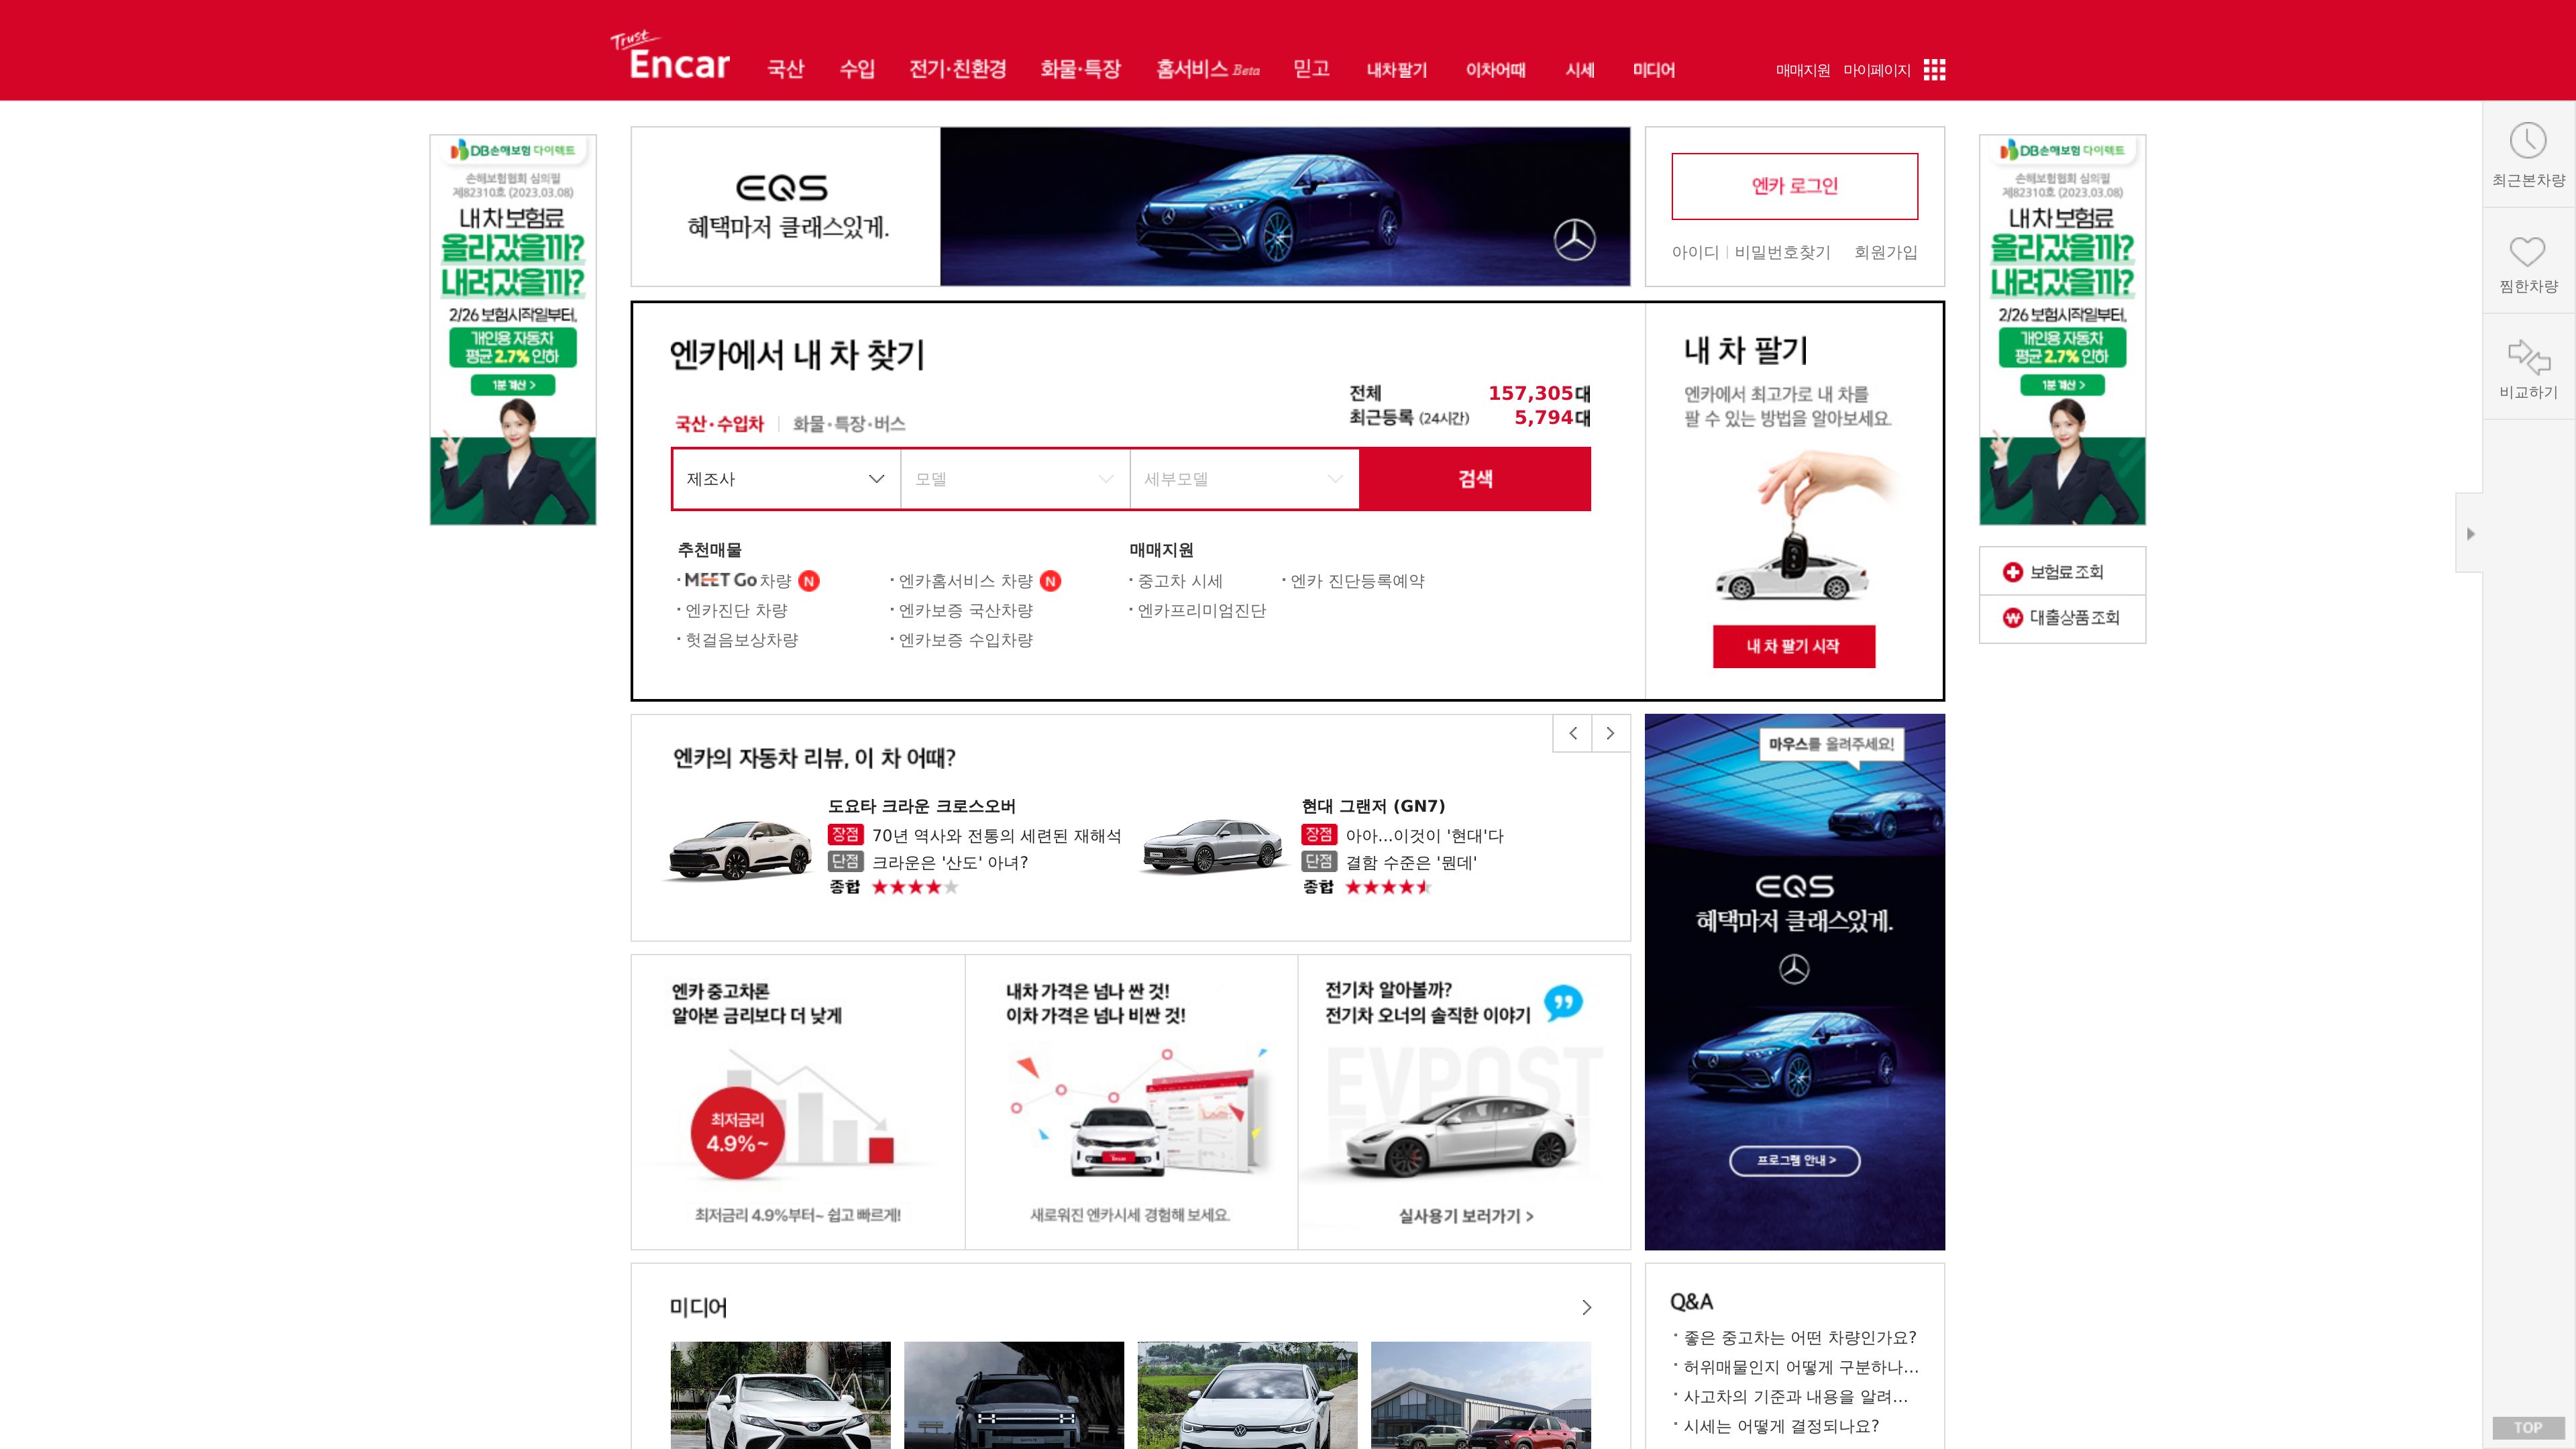 Trust
Encar
국산 수입 전기·친환경 화물·특장 홈서비스 Beta 믿고 내차팔기 이차어때 시세 미디어
매매지원 마이페이지
DB손해보험 다이렉트
손해보험협회 심의필
제82310호 (2023.03.08)
내 차 보험료
올라갔을까?
내려갔을까?
2/26 보험시작일부터,
개인용 자동차
평균 2.7% 인하
1분 계산 >
EQS
혜택마저 클래스있게.
엔카 로그인
아이디 | 비밀번호찾기 회원가입
DB손해보험 다이렉트
손해보험협회 심의필
제82310호 (2023.03.08)
내 차 보험료
올라갔을까?
내려갔을까?
2/26 보험시작일부터,
개인용 자동차
평균 2.7% 인하
1분 계산 >
최근본차량
찜한차량
비교하기
엔카에서 내 차 찾기
전체 157,305대
최근등록 (24시간) 5,794대
국산·수입차 | 화물·특장·버스
제조사 모델 세부모델 검색
추천매물
· MEET Go 차량 N
· 엔카홈서비스 차량 N
· 엔카진단 차량
· 엔카보증 국산차량
· 헛걸음보상차량
· 엔카보증 수입차량
매매지원
· 중고차 시세
· 엔카 진단등록예약
· 엔카프리미엄진단
내 차 팔기
엔카에서 최고가로 내 차를
팔 수 있는 방법을 알아보세요.
내 차 팔기 시작
보험료 조회
₩ 대출상품 조회
엔카의 자동차 리뷰, 이 차 어때?
도요타 크라운 크로스오버
장점 70년 역사와 전통의 세련된 재해석
단점 크라운은 '산도' 아녀?
종합
현대 그랜저 (GN7)
장점 아아...이것이 '현대'다
단점 결함 수준은 '뭔데'
종합
마우스를 올려주세요!
EQS
혜택마저 클래스있게.
프로그램 안내 >
엔카 중고차론
알아본 금리보다 더 낮게
최저금리
4.9%~
최저금리 4.9%부터~ 쉽고 빠르게!
내차 가격은 넘나 싼 것!
이차 가격은 넘나 비싼 것!
Encar
새로워진 엔카시세 경험해 보세요.
전기차 알아볼까?
전기차 오너의 솔직한 이야기
EVPOST
실사용기 보러가기 >
미디어
Q&A
· 좋은 중고차는 어떤 차량인가요?
· 허위매물인지 어떻게 구분하나...
· 사고차의 기준과 내용을 알려...
· 시세는 어떻게 결정되나요?
TOP